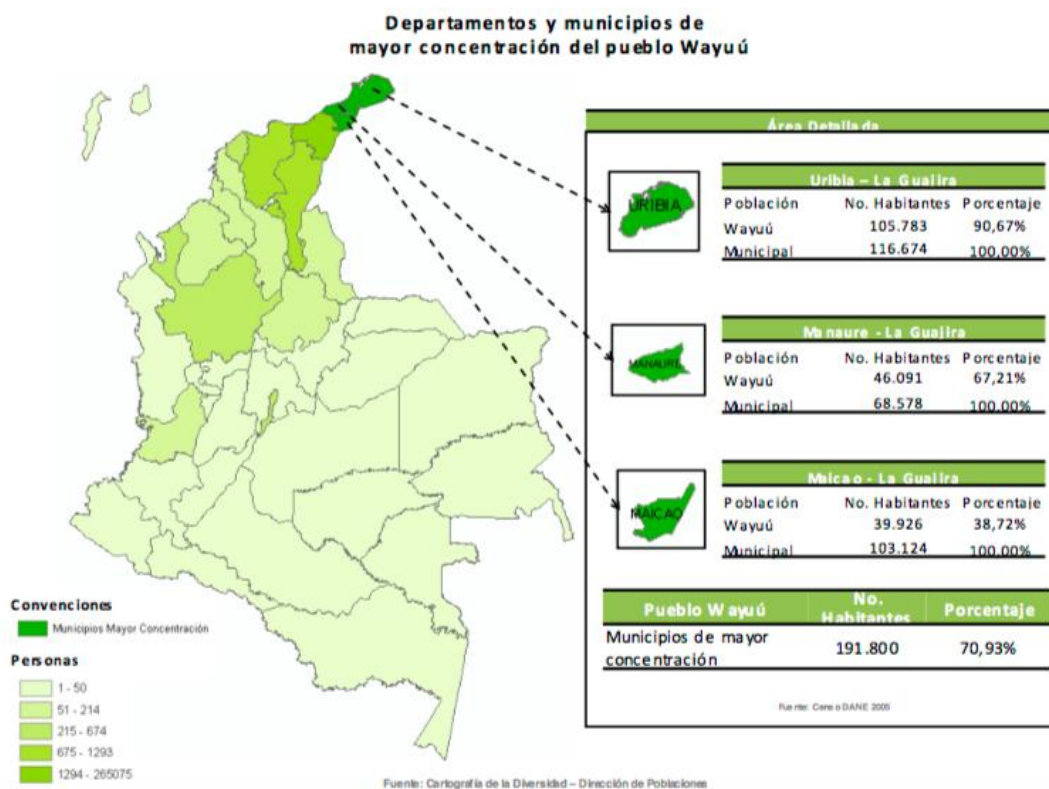 Departamentos y municipios de
mayor concentración del pueblo Wayuú
Área Detallada
URIBIA
Uribia – La Guajira
Población No. Habitantes Porcentaje
Wayuú 105.783 90,67%
Municipal 116.674 100,00%
MANAURE
Manaure - La Guajira
Población No. Habitantes Porcentaje
Wayuú 46.091 67,21%
Municipal 68.578 100,00%
MAICAO
Maicao - La Guajira
Población No. Habitantes Porcentaje
Wayuú 39.926 38,72%
Municipal 103.124 100,00%
Pueblo Wayuú No. Habitantes Porcentaje
Municipios de mayor
concentración 191.800 70,93%
Fuente: Censo DANE 2005
Convenciones
Municipios Mayor Concentración
Personas
1 - 50
51 - 214
215 - 674
675 - 1293
1294 - 265075
Fuente: Cartografía de la Diversidad – Dirección de Poblaciones